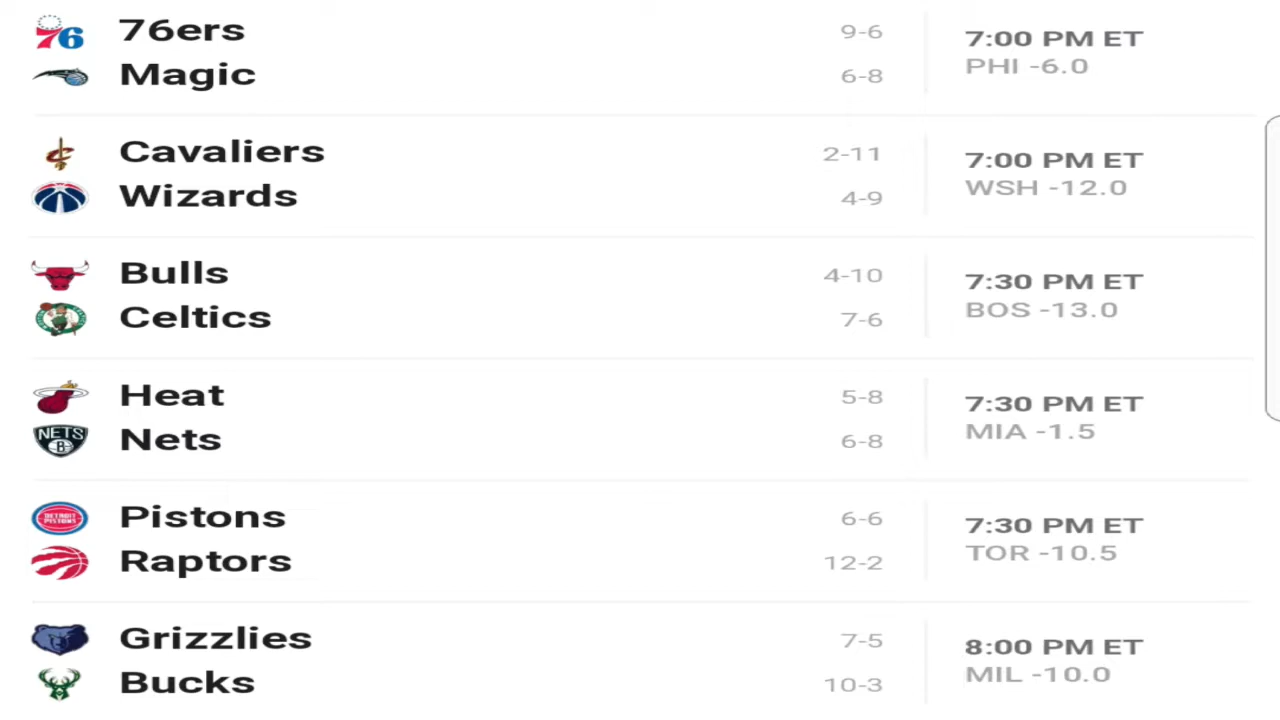 76ers 9-6 7:00 PM ET
Magic 6-8 PHI -6.0
Cavaliers 2-11 7:00 PM ET
Wizards 4-9 WSH -12.0
Bulls 4-10 7:30 PM ET
Celtics 7-6 BOS -13.0
Heat 5-8 7:30 PM ET
Nets 6-8 MIA -1.5
Pistons 6-6 7:30 PM ET
Raptors 12-2 TOR -10.5
Grizzlies 7-5 8:00 PM ET
Bucks 10-3 MIL -10.0
76
NETS
B
DETROIT
PISTONS